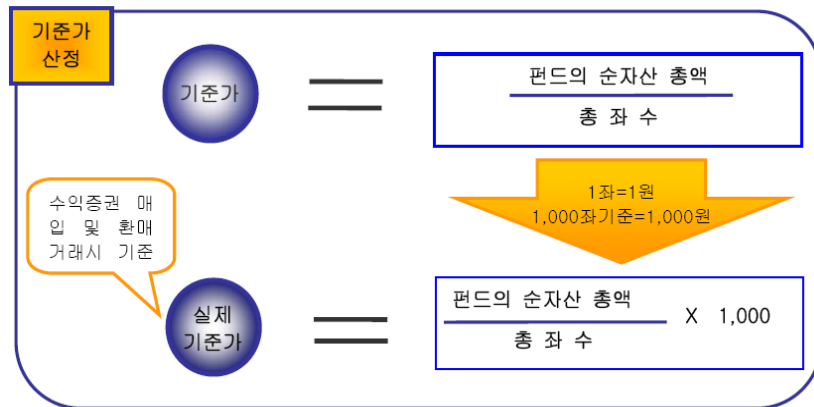 기준가
산정
기준가
펀드의 순자산 총액
총 좌 수
1좌=1원
1,000좌기준=1,000원
수익증권 매
입 및 환매
거래시 기준
실제
기준가
펀드의 순자산 총액
총 좌 수
X 1,000